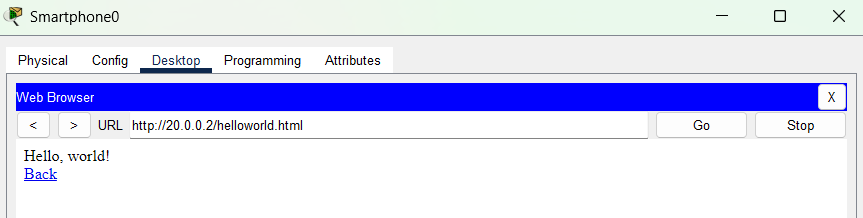 Smartphone0
Physical Config Desktop Programming Attributes
Web Browser X
< > URL http://20.0.0.2/helloworld.html Go Stop
Hello, world!
Back